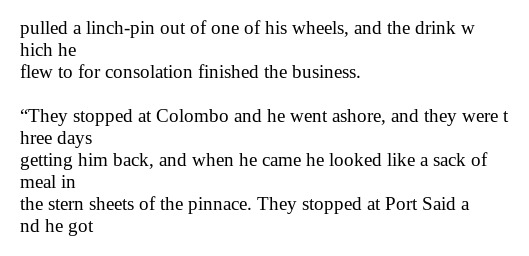 pulled a linch-pin out of one of his wheels, and the drink w
hich he
flew to for consolation finished the business.

“They stopped at Colombo and he went ashore, and they were t
hree days
getting him back, and when he came he looked like a sack of
meal in
the stern sheets of the pinnace. They stopped at Port Said a
nd he got